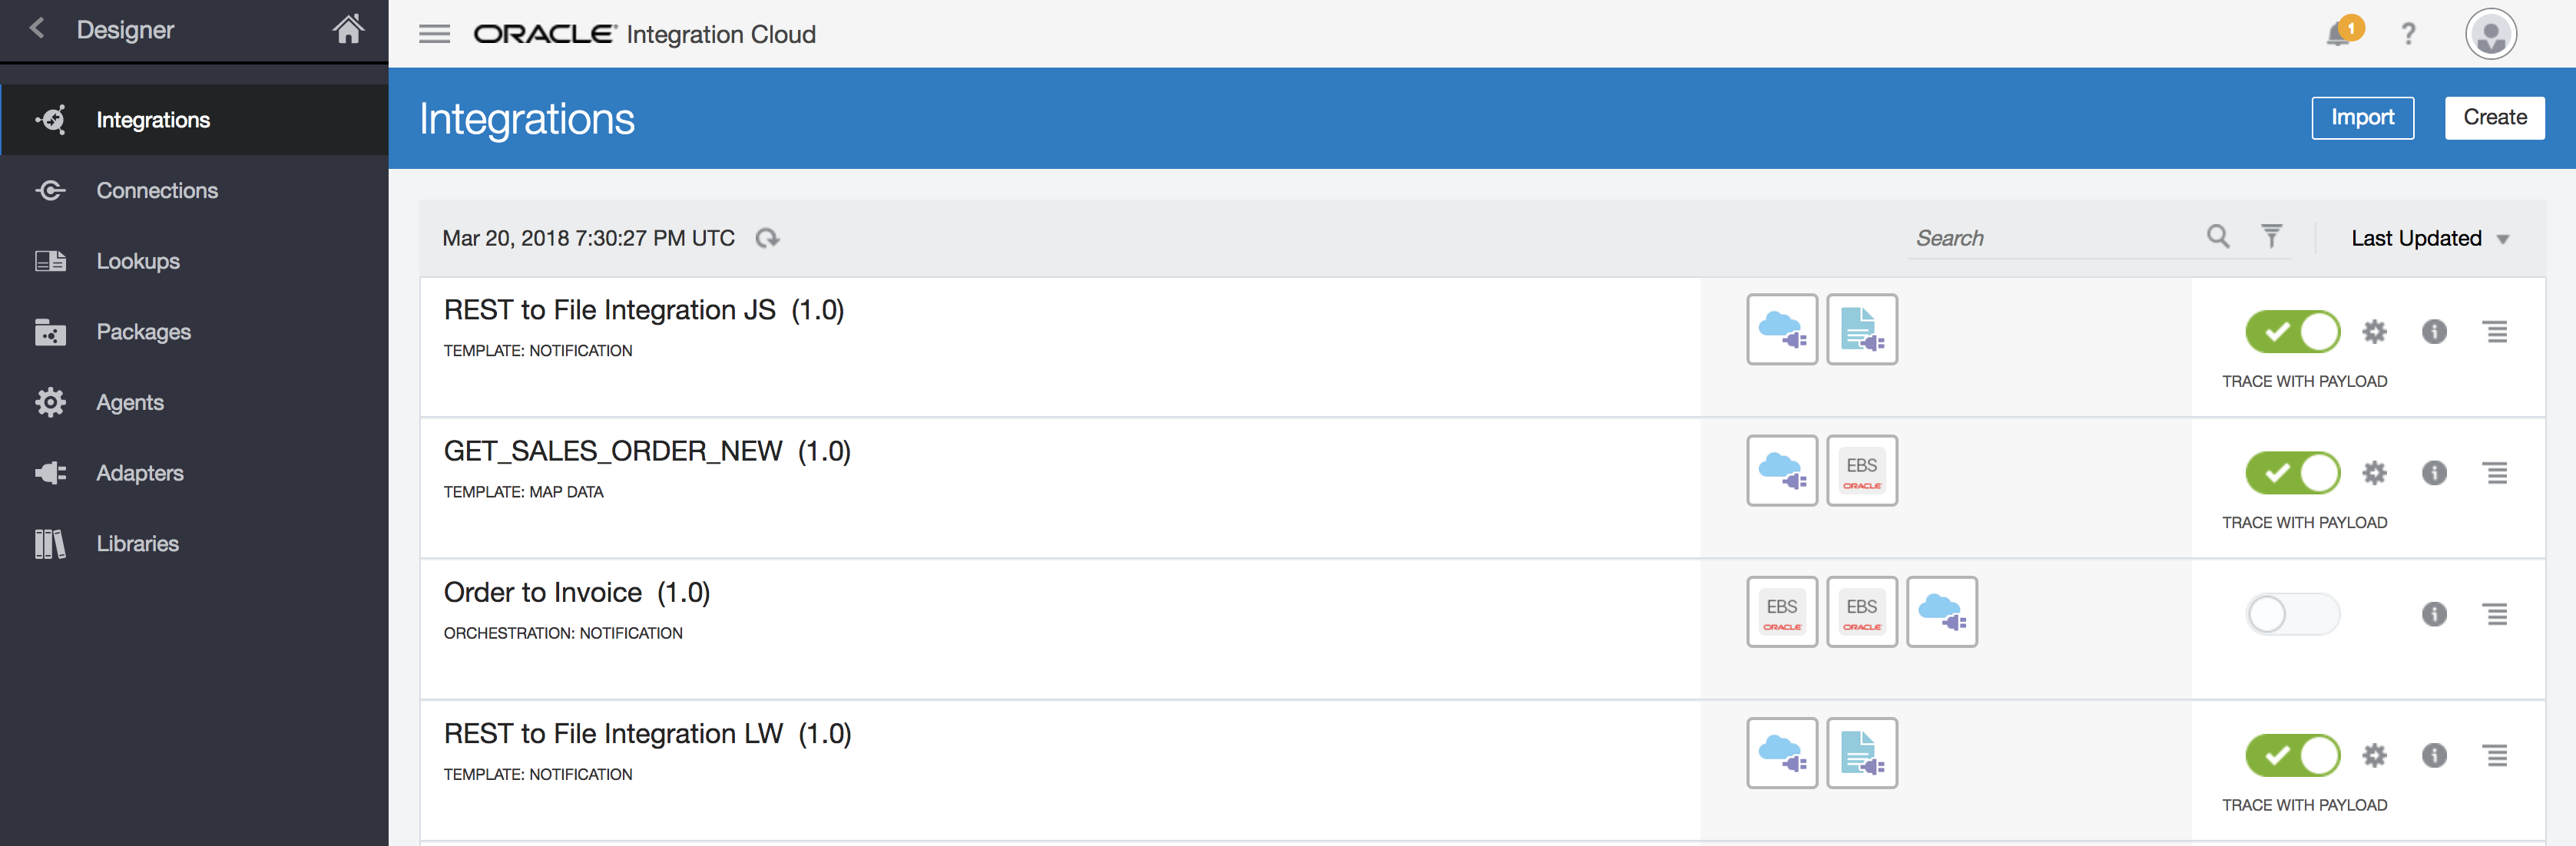 Designer
ORACLE Integration Cloud
1
?
Integrations
Connections
Lookups
Packages
Agents
Adapters
Libraries
Integrations
Import
Create
Mar 20, 2018 7:30:27 PM UTC
Search
Last Updated
REST to File Integration JS (1.0)
TEMPLATE: NOTIFICATION
TRACE WITH PAYLOAD
GET_SALES_ORDER_NEW (1.0)
TEMPLATE: MAP DATA
EBS
ORACLE
TRACE WITH PAYLOAD
Order to Invoice (1.0)
ORCHESTRATION: NOTIFICATION
EBS
ORACLE
EBS
ORACLE
REST to File Integration LW (1.0)
TEMPLATE: NOTIFICATION
TRACE WITH PAYLOAD